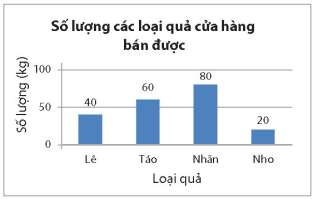 Số lượng các loại quả cửa hàng
bán được
Số lượng (kg)
100
50
0
40
60
80
20
Lê
Táo
Nhãn
Nho
Loại quả